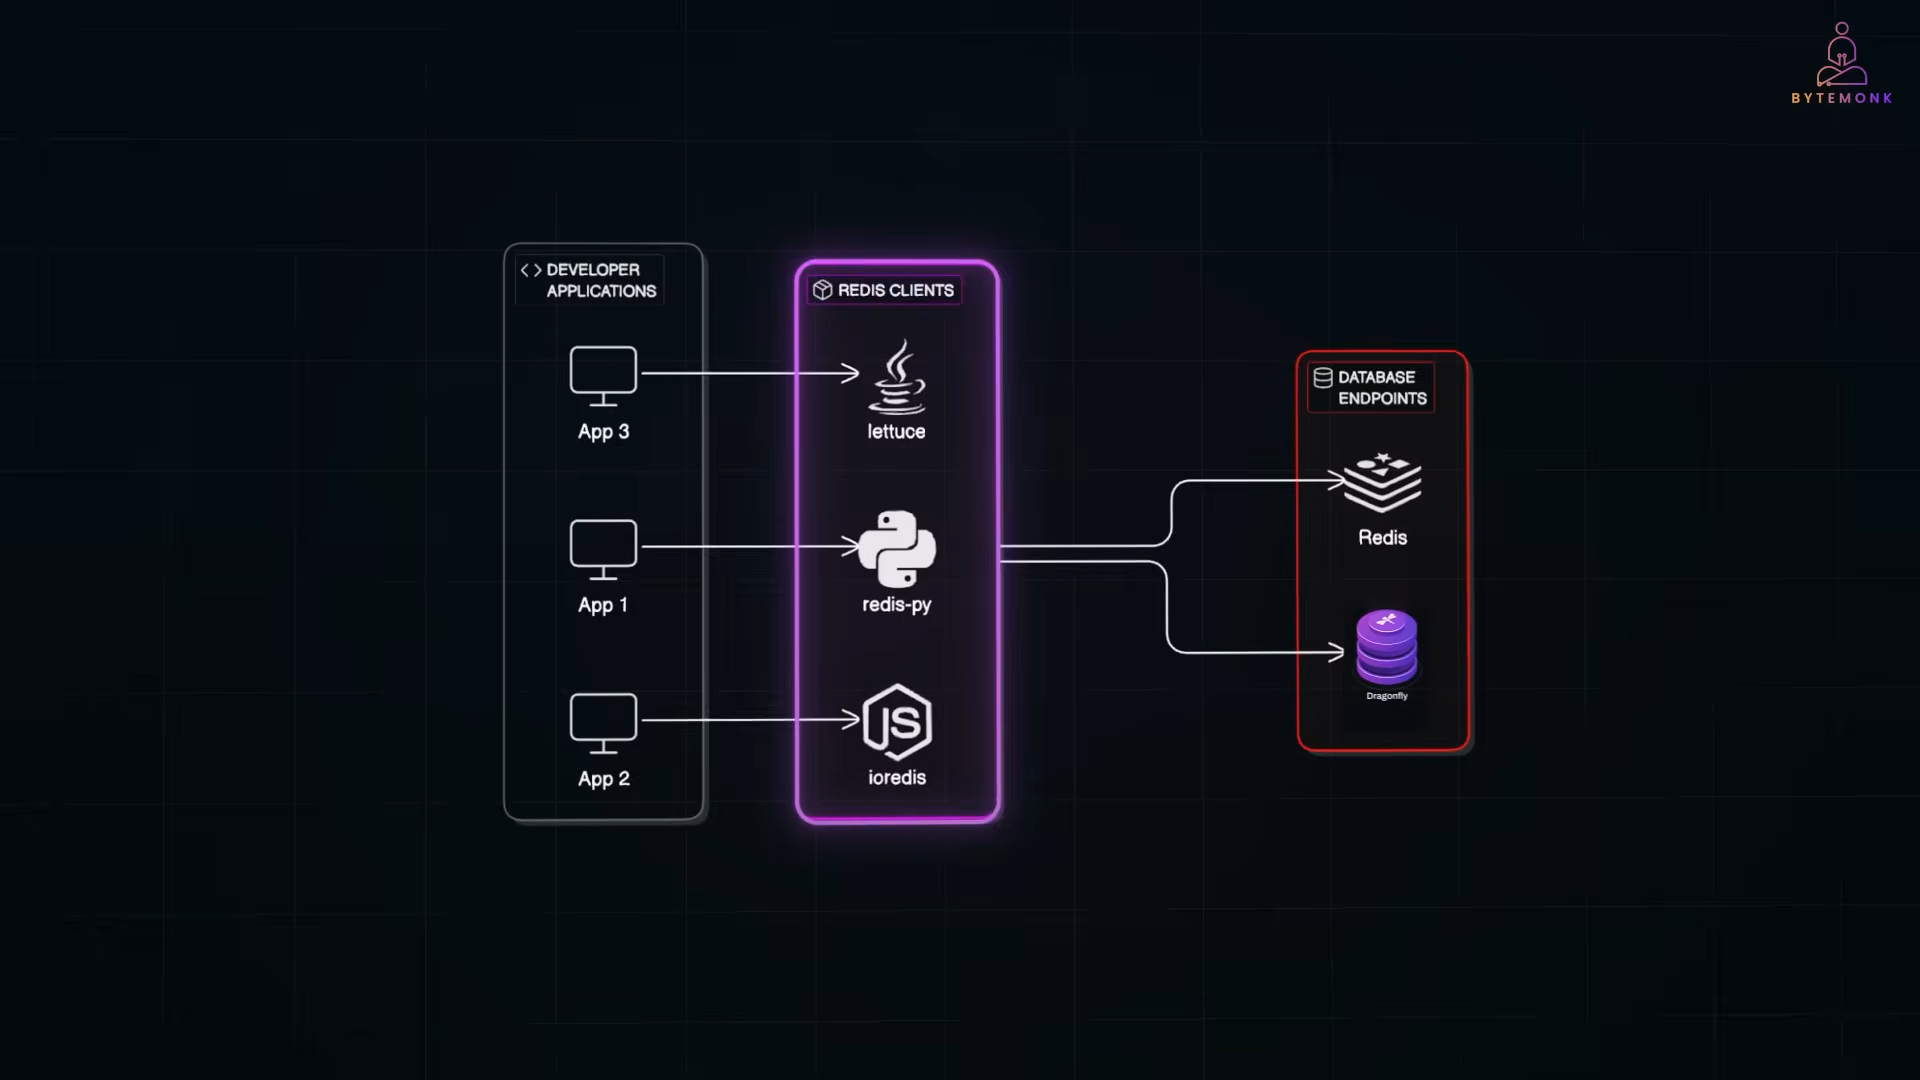 BYTEMONK
DEVELOPER
APPLICATIONS
App 3
App 1
App 2
REDIS CLIENTS
lettuce
redis-py
JS
ioredis
DATABASE
ENDPOINTS
Redis
Dragonfly